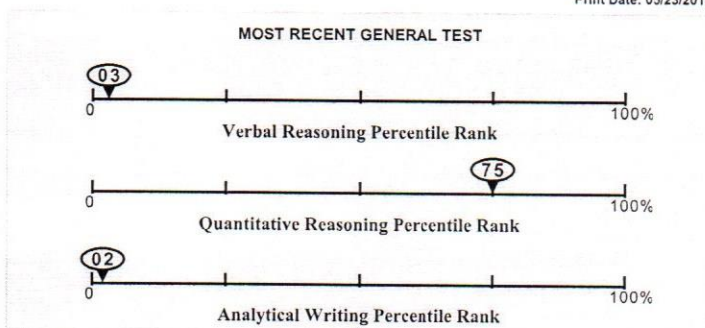 MOST RECENT GENERAL TEST
03
0 100%
Verbal Reasoning Percentile Rank
75
0 100%
Quantitative Reasoning Percentile Rank
02
0 100%
Analytical Writing Percentile Rank